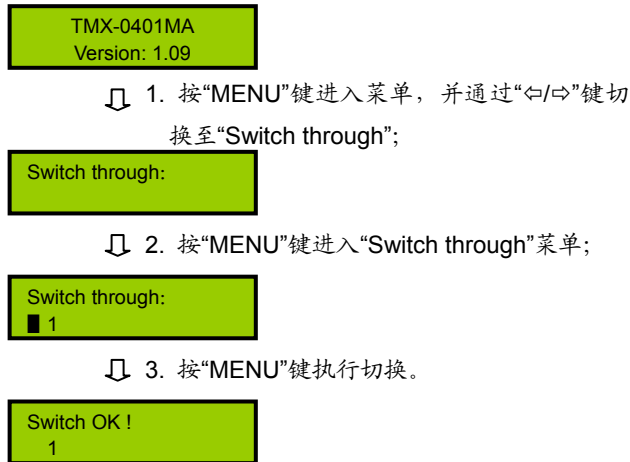 TMX-0401MA
Version: 1.09
1. 按“MENU”键进入菜单，并通过“⇦/⇨”键切
换至“Switch through”;
Switch through:
2. 按“MENU”键进入“Switch through”菜单;
Switch through:
1
3. 按“MENU”键执行切换。
Switch OK !
1